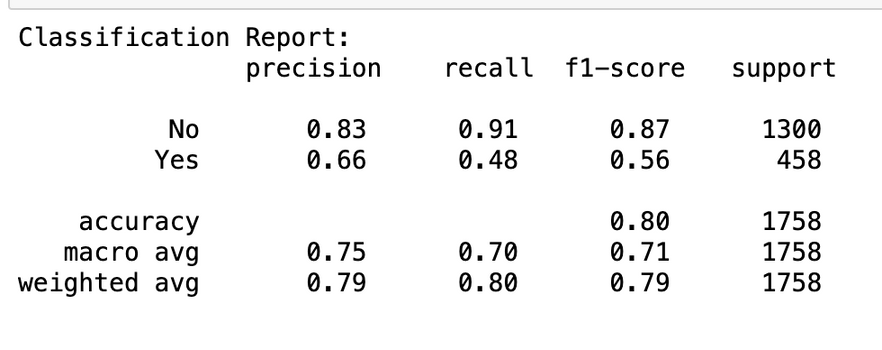 Classification Report:
precision recall f1-score support
No 0.83 0.91 0.87 1300
Yes 0.66 0.48 0.56 458
accuracy 0.80 1758
macro avg 0.75 0.70 0.71 1758
weighted avg 0.79 0.80 0.79 1758